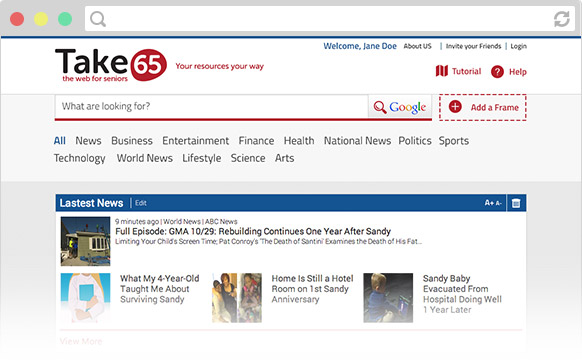 Welcome, Jane Doe About US | Invite your Friends | Login
Take 65
the web for seniors
Your resources your way
Tutorial Help
What are looking for?
Google
Add a Frame
All News Business Entertainment Finance Health National News Politics Sports
Technology World News Lifestyle Science Arts
Lastest News | Edit A+ A-
9 minutes ago | World News | ABC News
Full Episode: GMA 10/29: Rebuilding Continues One Year After Sandy
Limiting Your Child's Screen Time; Pat Conroy's 'The Death of Santini' Examines the Death of His Fat...
What My 4-Year-Old
Taught Me About
Surviving Sandy
Home Is Still a Hotel
Room on 1st Sandy
Anniversary
Sandy Baby
Evacuated From
Hospital Doing Well
1 Year Later
View More